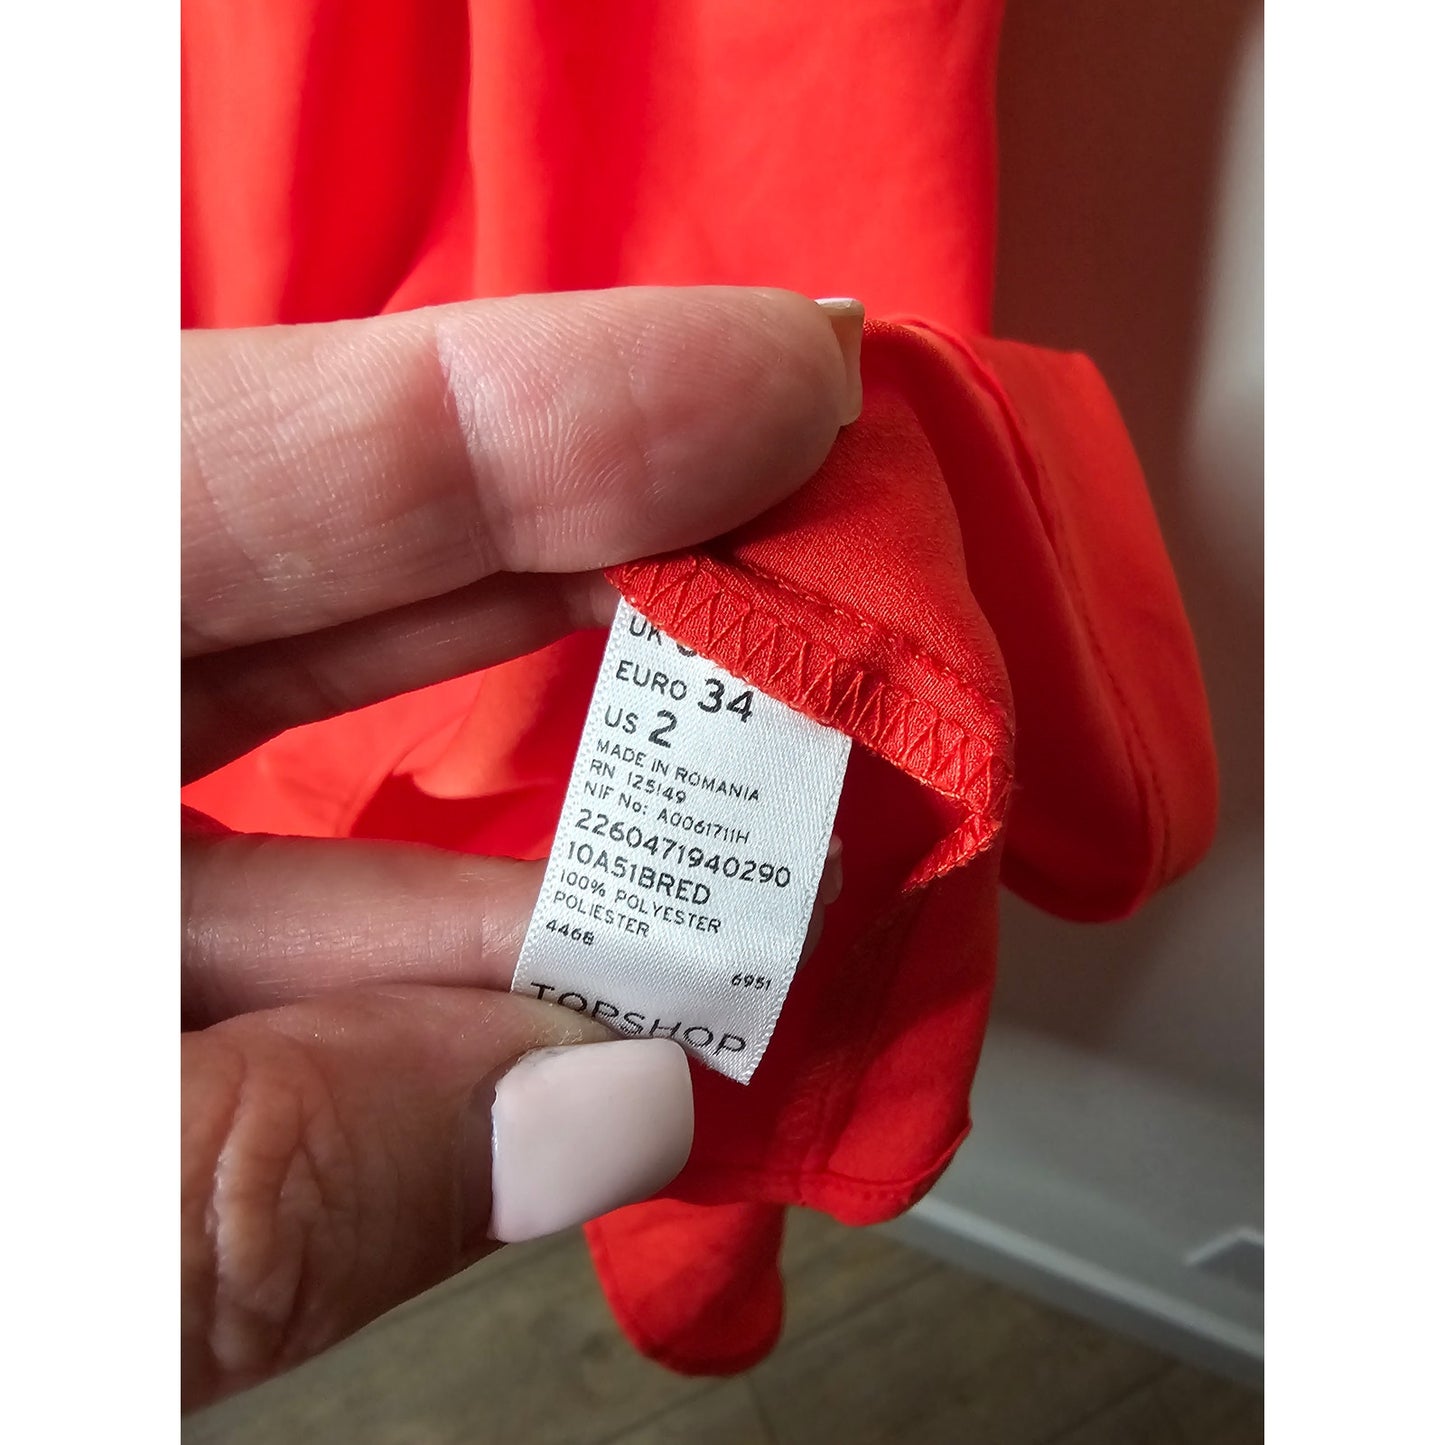 UK
EURO 34
US 2
MADE IN ROMANIA
RN 125149
NIF No: A0061711H
2260471940290
10A51BRED
100% POLYESTER
POLIESTER
4468
6951
TOPSHOP